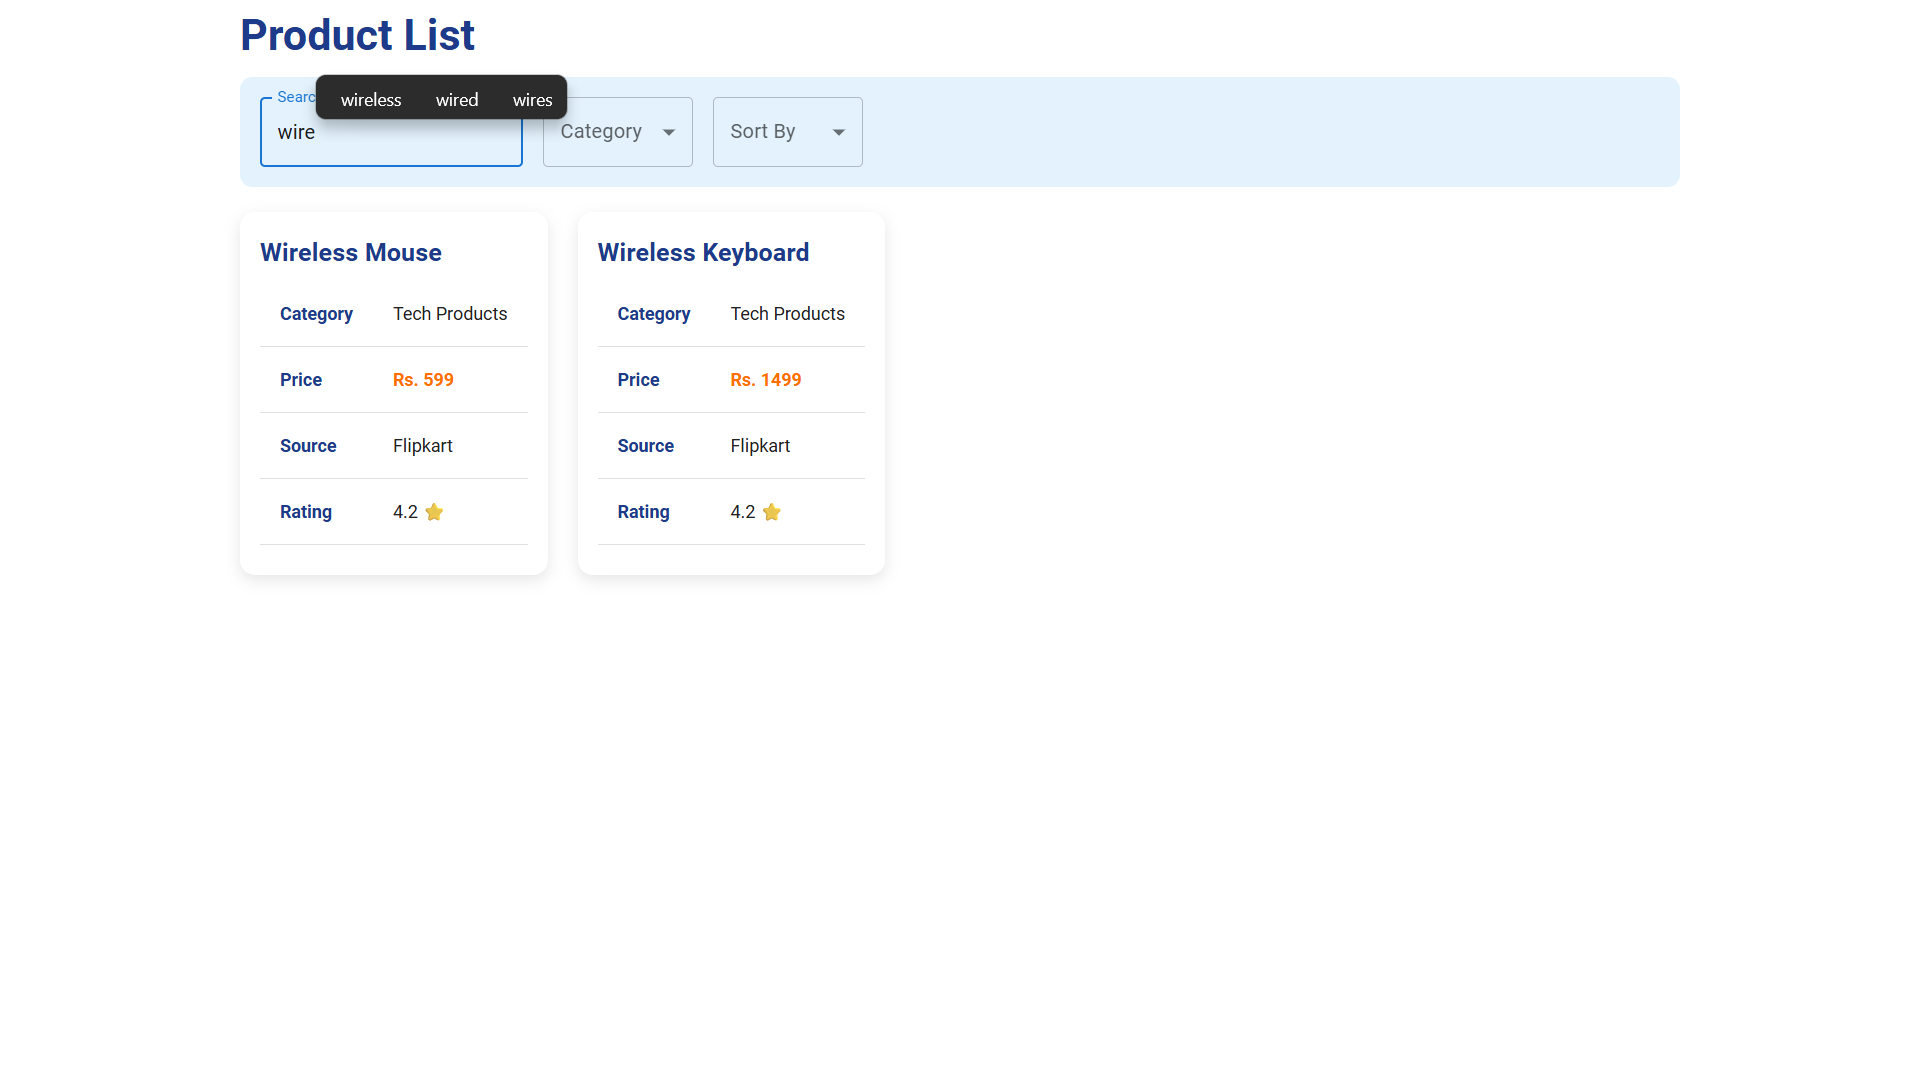 Product List
Searc
wireless wired wires
wire
Category
Sort By
Wireless Mouse
Category Tech Products
Price Rs. 599
Source Flipkart
Rating 4.2
Wireless Keyboard
Category Tech Products
Price Rs. 1499
Source Flipkart
Rating 4.2